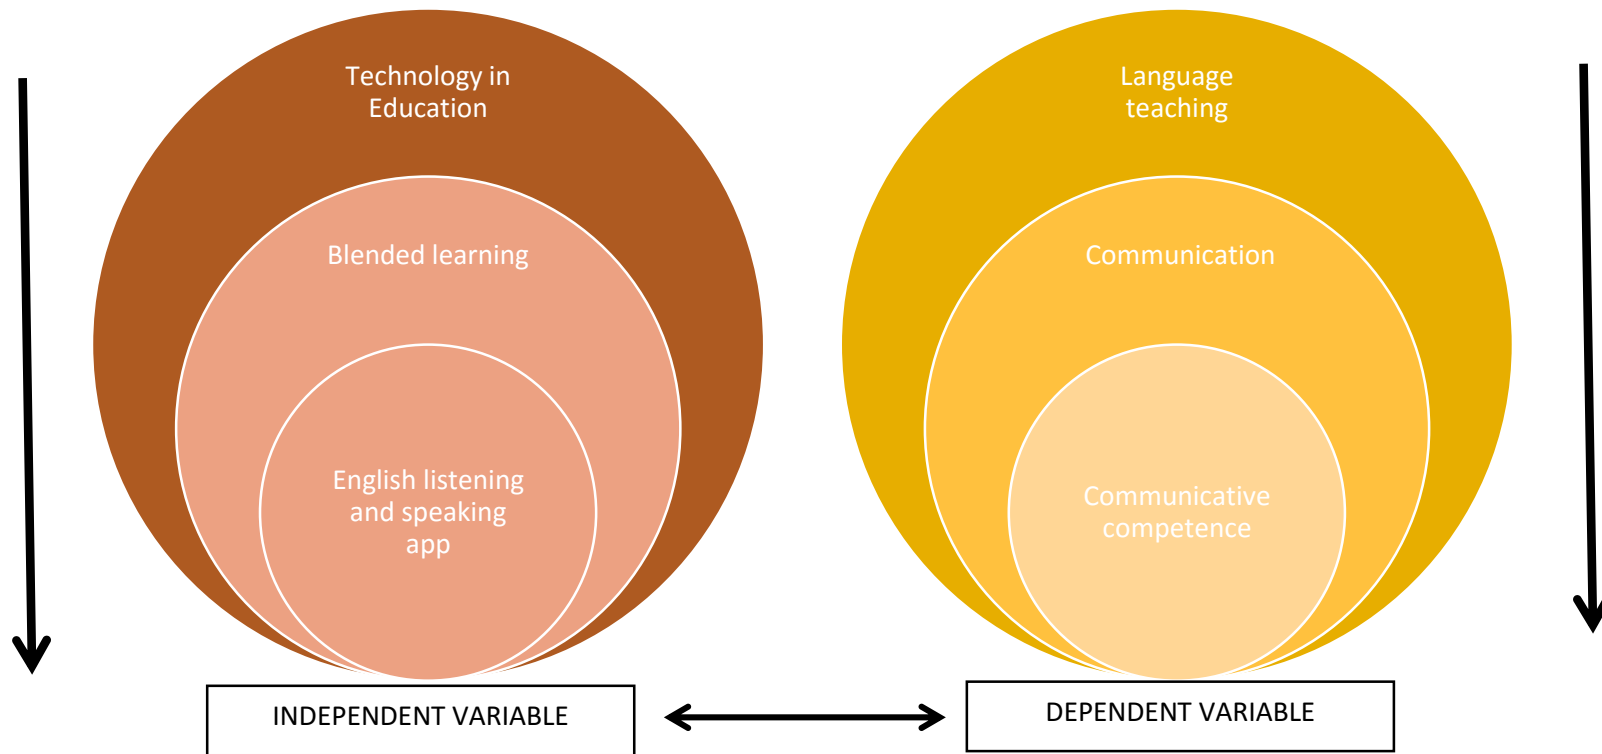 Technology in
Education
Blended learning
English listening
and speaking
app
INDEPENDENT VARIABLE
Language
teaching
Communication
Communicative
competence
DEPENDENT VARIABLE